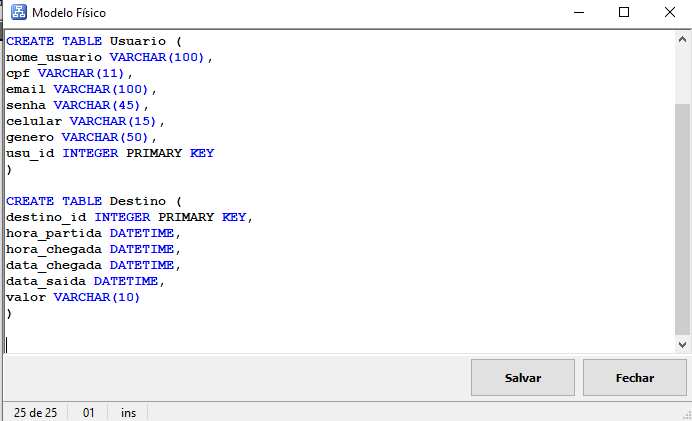 Modelo Físico
CREATE TABLE Usuario (
nome_usuario VARCHAR(100),
cpf VARCHAR(11),
email VARCHAR(100),
senha VARCHAR(45),
celular VARCHAR(15),
genero VARCHAR(50),
usu_id INTEGER PRIMARY KEY
)
CREATE TABLE Destino (
destino_id INTEGER PRIMARY KEY,
hora_partida DATETIME,
hora_chegada DATETIME,
data_chegada DATETIME,
data_saida DATETIME,
valor VARCHAR(10)
)
Salvar Fechar
25 de 25 01 ins